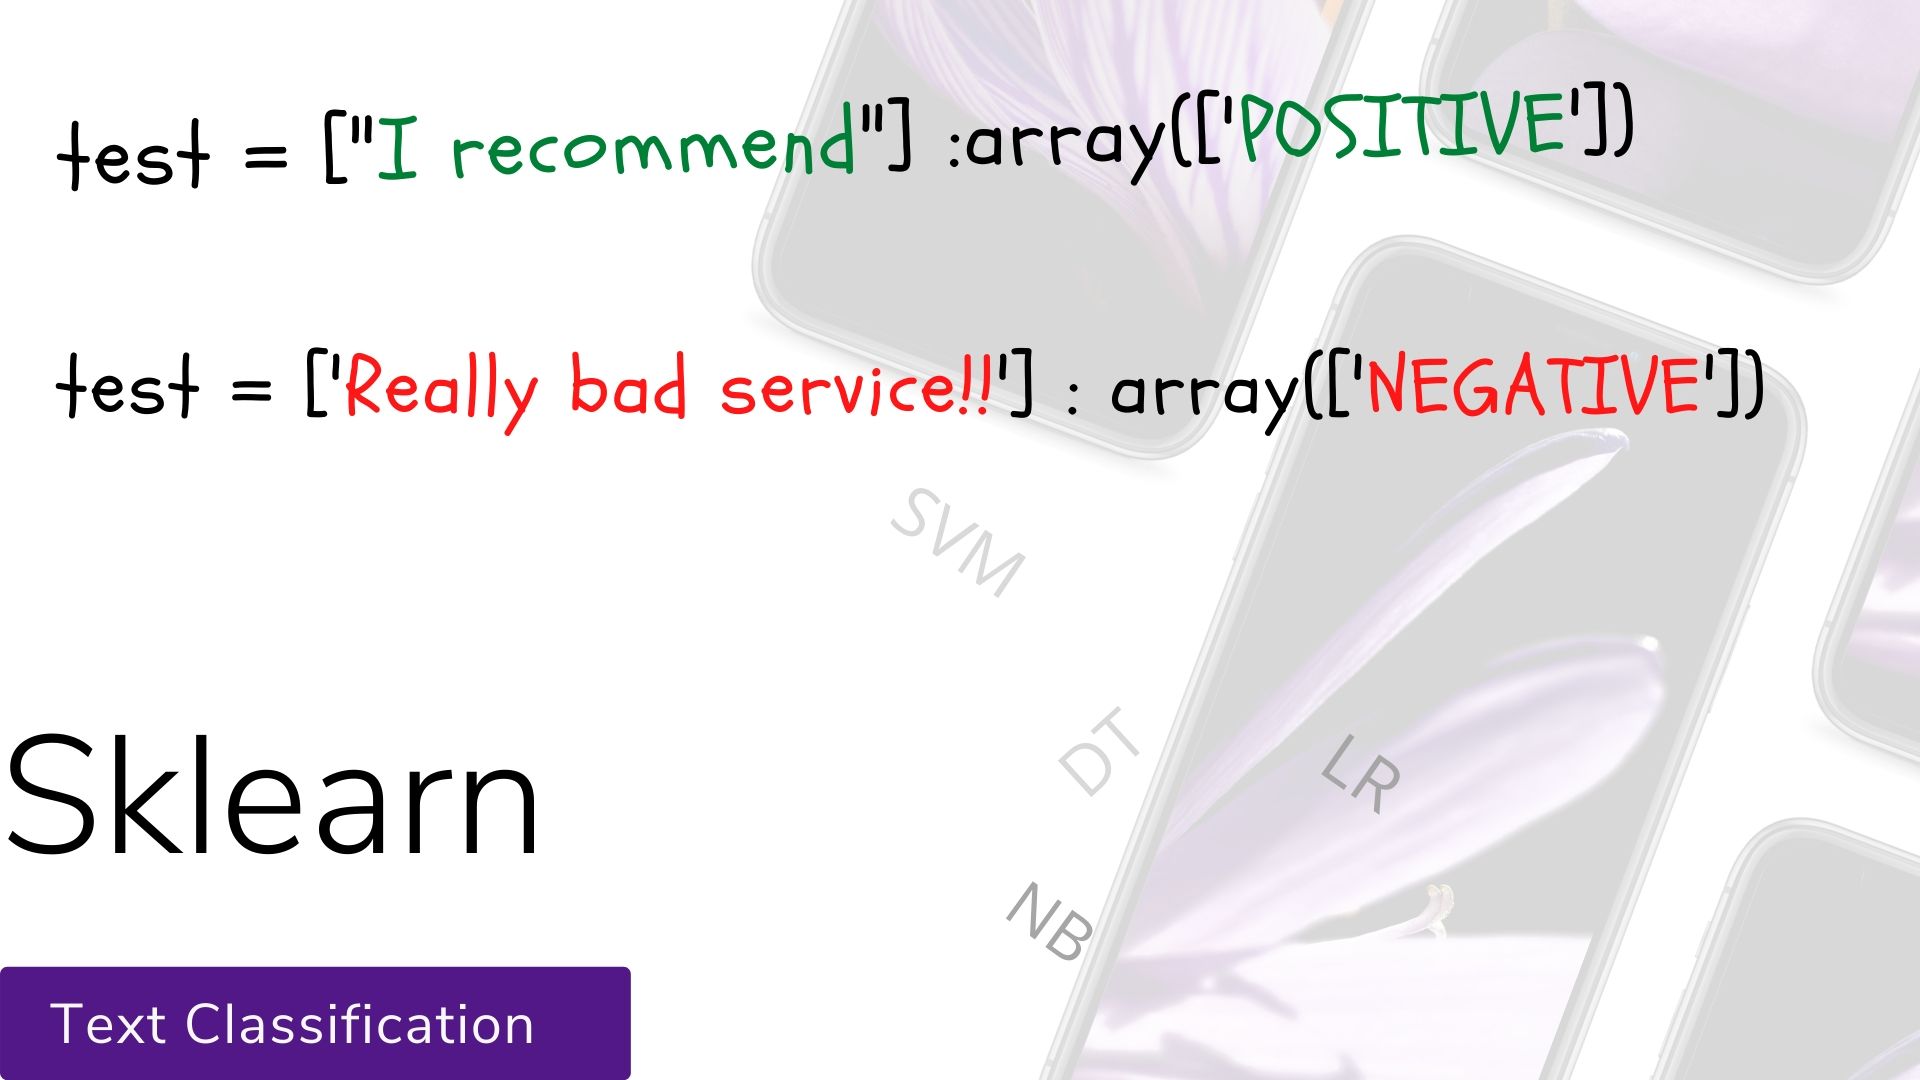 test = ["I recommend"] :array(['POSITIVE'])
test = ['Really bad service!!'] : array(['NEGATIVE'])
SVM
DT
LR
Sklearn
NB
Text Classification